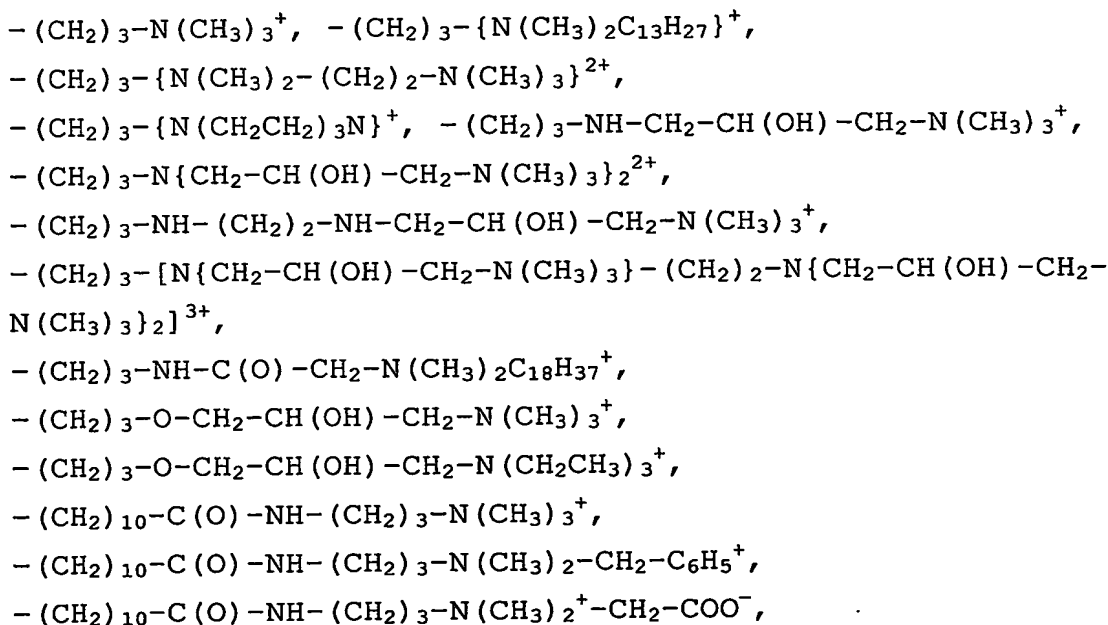 −(CH₂)₃−N(CH₃)₃⁺, −(CH₂)₃−{N(CH₃)₂C₁₃H₂₇}⁺,
−(CH₂)₃−{N(CH₃)₂−(CH₂)₂−N(CH₃)₃}²⁺,
−(CH₂)₃−{N(CH₂CH₂)₃N}⁺, −(CH₂)₃−NH−CH₂−CH(OH)−CH₂−N(CH₃)₃⁺,
−(CH₂)₃−N{CH₂−CH(OH)−CH₂−N(CH₃)₃}₂²⁺,
−(CH₂)₃−NH−(CH₂)₂−NH−CH₂−CH(OH)−CH₂−N(CH₃)₃⁺,
−(CH₂)₃−[N{CH₂−CH(OH)−CH₂−N(CH₃)₃}−(CH₂)₂−N{CH₂−CH(OH)−CH₂−
N(CH₃)₃}₂]³⁺,
−(CH₂)₃−NH−C(O)−CH₂−N(CH₃)₂C₁₈H₃₇⁺,
−(CH₂)₃−O−CH₂−CH(OH)−CH₂−N(CH₃)₃⁺,
−(CH₂)₃−O−CH₂−CH(OH)−CH₂−N(CH₂CH₃)₃⁺,
−(CH₂)₁₀−C(O)−NH−(CH₂)₃−N(CH₃)₃⁺,
−(CH₂)₁₀−C(O)−NH−(CH₂)₃−N(CH₃)₂−CH₂−C₆H₅⁺,
−(CH₂)₁₀−C(O)−NH−(CH₂)₃−N(CH₃)₂⁺−CH₂−COO⁻,